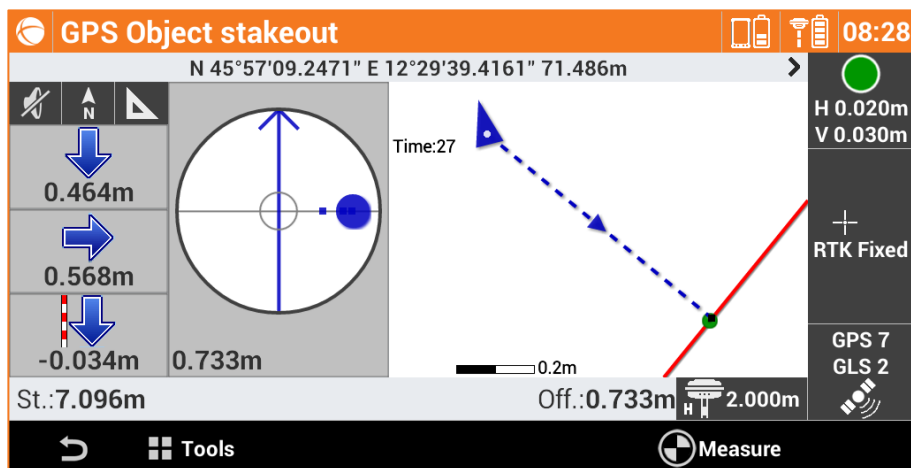 GPS Object stakeout
08:28
N 45°57'09.2471" E 12°29'39.4161" 71.486m
H 0.020m
V 0.030m
N
Time:27
0.464m
0.568m
RTK Fixed
-0.034m
0.733m
0.2m
GPS 7
GLS 2
St.:7.096m
Off.:0.733m
H
2.000m
Tools
Measure